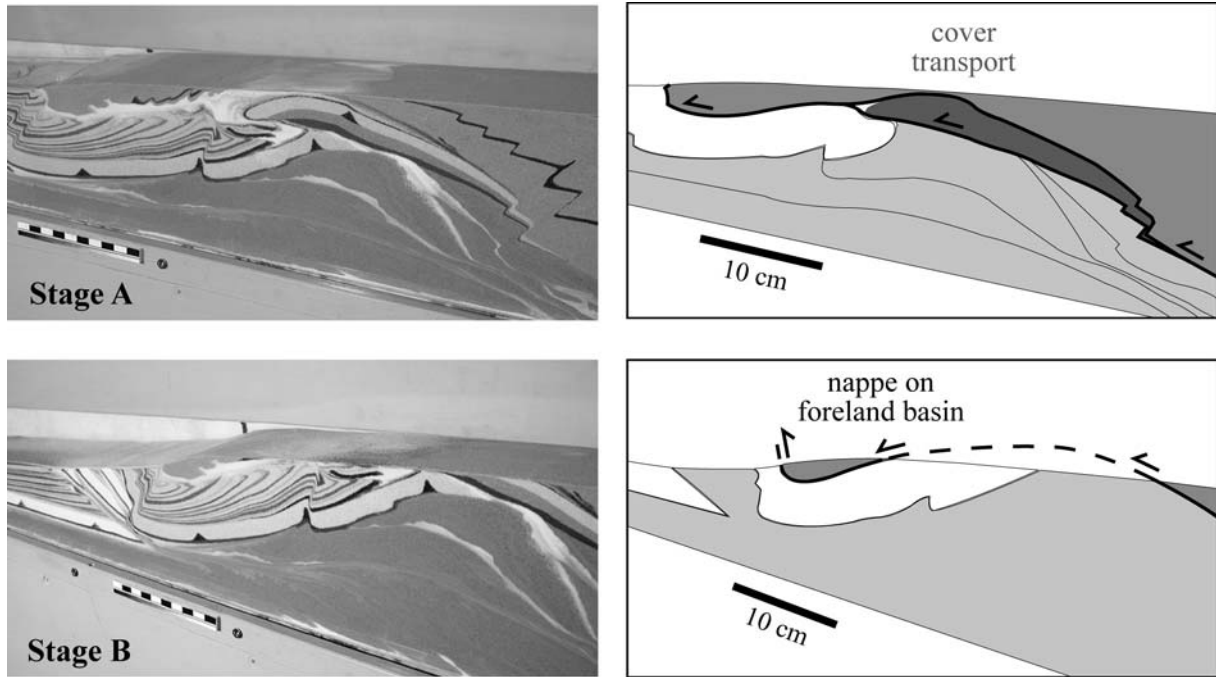 Stage A
cover
transport
10 cm
Stage B
nappe on
foreland basin
10 cm